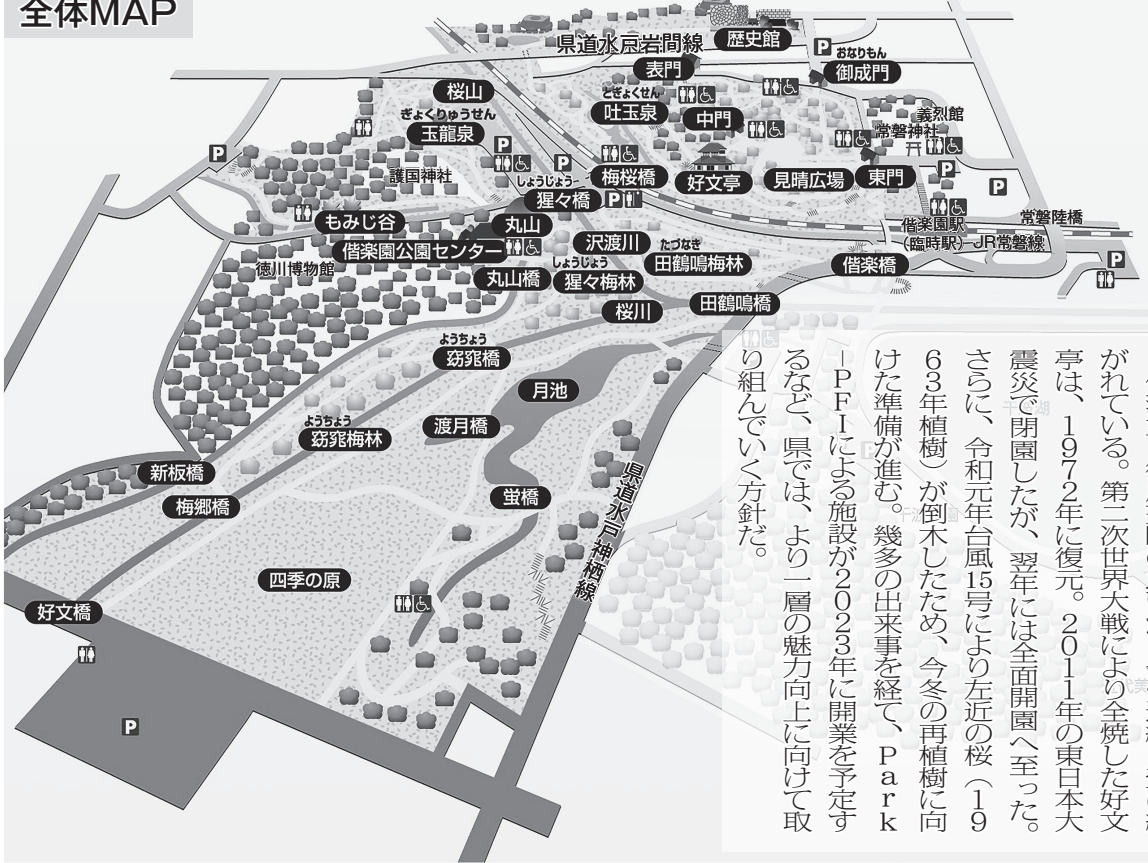 全体MAP
県道水戸岩間線
歴史館
おなりもん
御成門
表門
桜山
とぎょくせん
吐玉泉
中門
義烈館
常磐神社
ぎょくりゅうせん
玉龍泉
護国神社
しょうじょう
猩々橋
梅桜橋
好文亭
見晴広場
東門
もみじ谷
丸山
偕楽園公園センター
沢渡川
たづなき
田鶴鳴梅林
偕楽園駅
(臨時駅)
JR常磐線
常磐陸橋
徳川博物館
丸山橋
しょうじょう
猩々梅林
偕楽橋
桜川
田鶴鳴橋
ようちょう
窈窕橋
月池
ようちょう
窈窕梅林
渡月橋
新板橋
梅郷橋
蛍橋
県道水戸神栖線
四季の原
好文橋
がれている。第二次世界大戦により全焼した好文
亭は、1972年に復元。2011年の東日本大
震災で閉園したが、翌年には全面開園へ至った。
さらに、令和元年台風15号により左近の桜(19
63年植樹)が倒木したため、今冬の再植樹に向
けた準備が進む。幾多の出来事を経て、Park
-PFIによる施設が2023年に開業を予定す
るなど、県では、より一層の魅力向上に向けて取
り組んでいく方針だ。